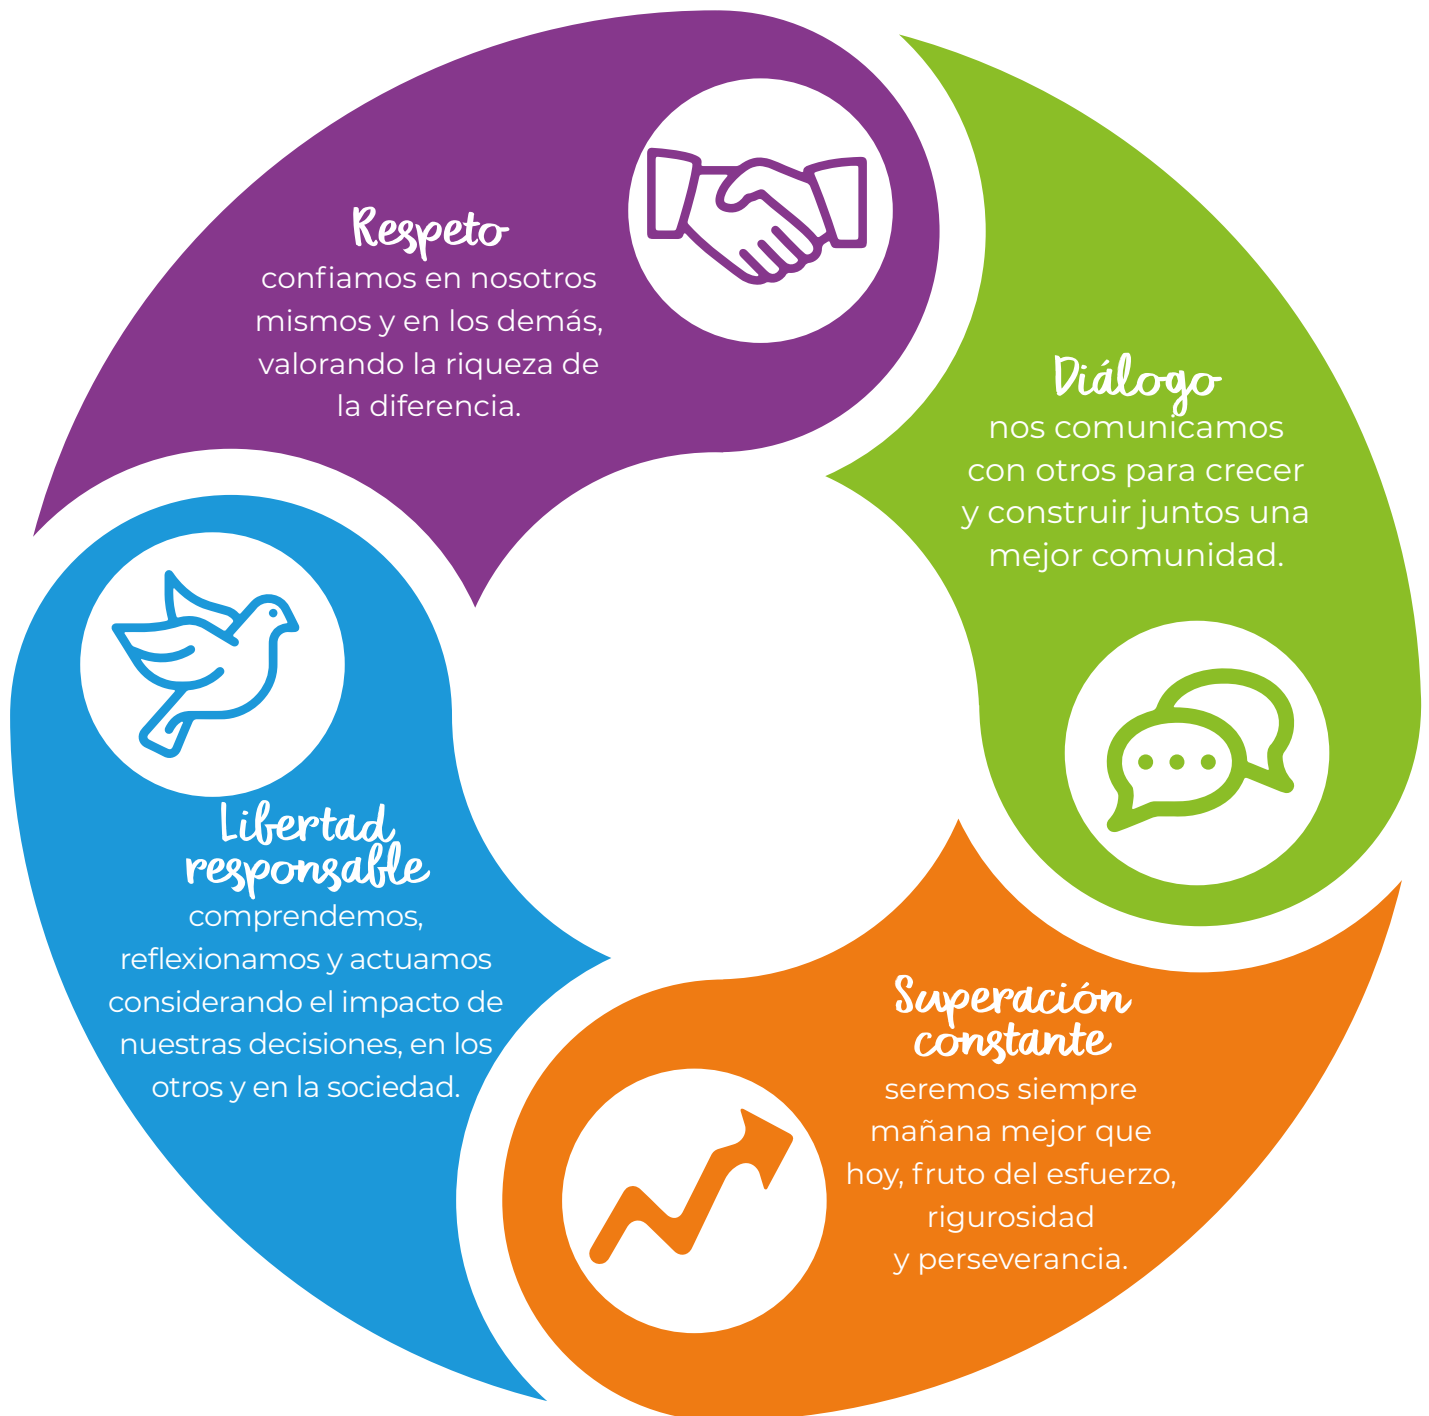 Respeto
confiamos en nosotros
mismos y en los demás,
valorando la riqueza de
la diferencia.
Diálogo
nos comunicamos
con otros para crecer
y construir juntos una
mejor comunidad.
Superación
constante
seremos siempre
mañana mejor que
hoy, fruto del esfuerzo,
rigurosidad
y perseverancia.
Libertad
responsable
comprendemos,
reflexionamos y actuamos
considerando el impacto de
nuestras decisiones, en los
otros y en la sociedad.